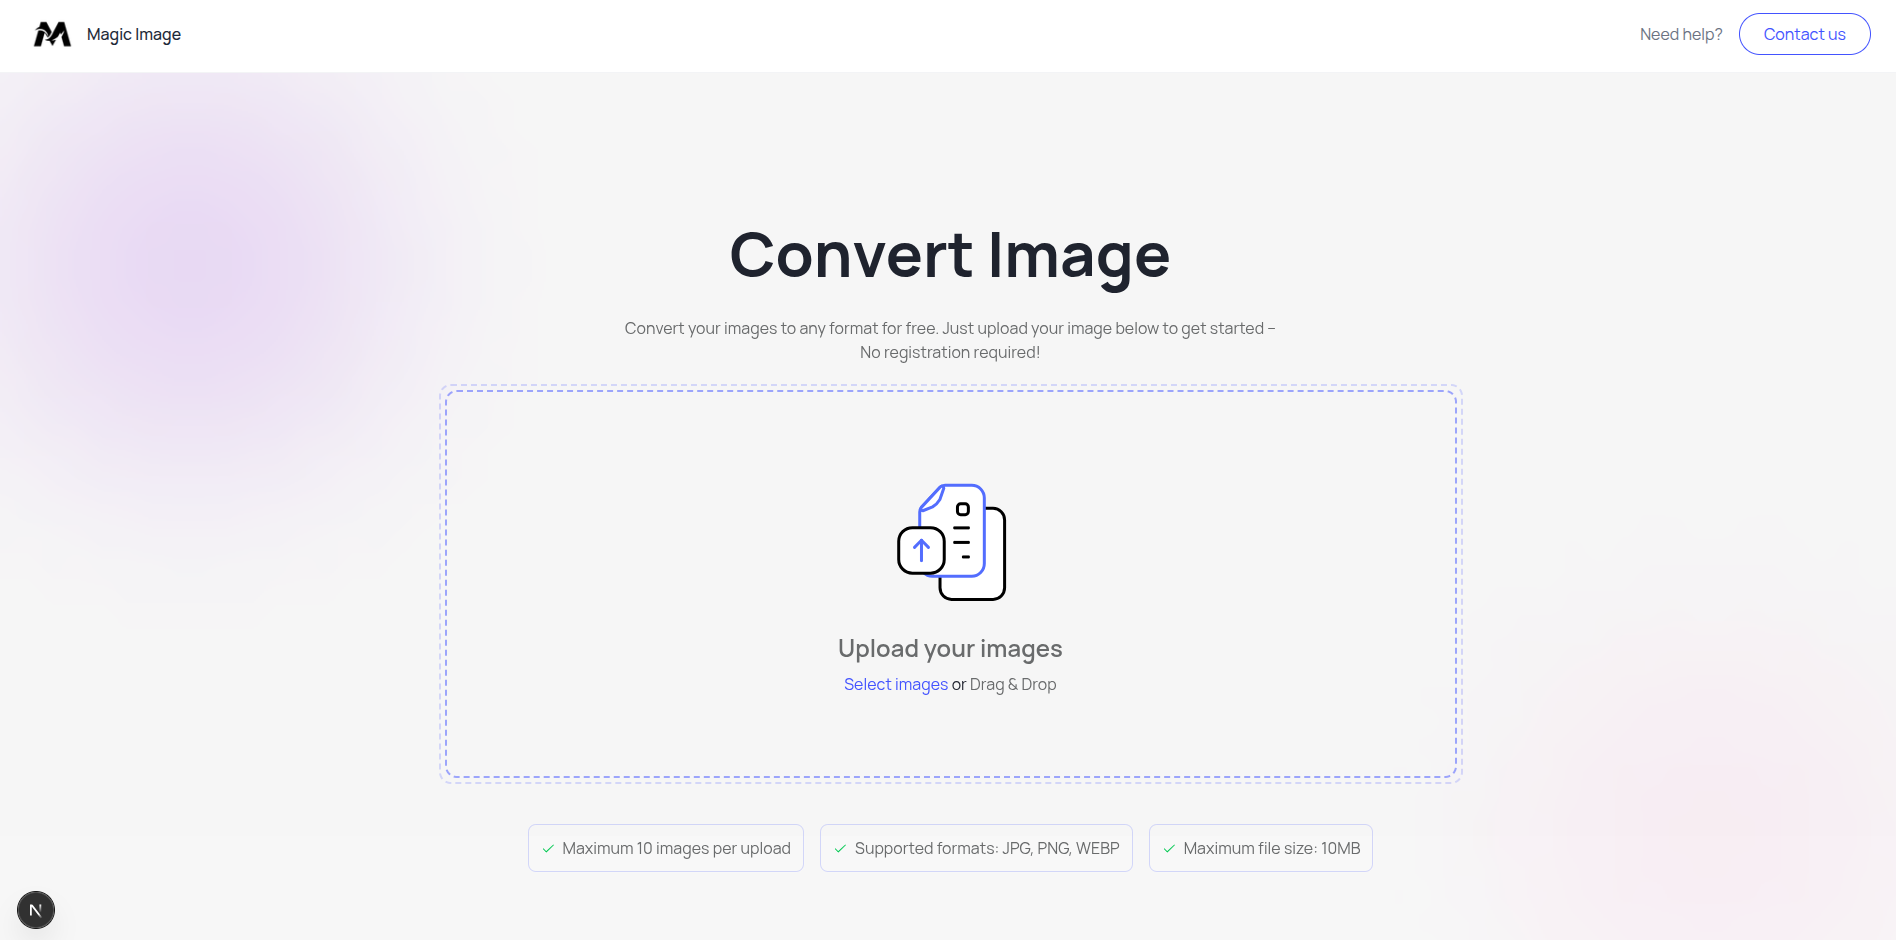 Magic Image
Need help?
Contact us
Convert Image
Convert your images to any format for free. Just upload your image below to get started –
No registration required!
Upload your images
Select images or Drag & Drop
Maximum 10 images per upload
Supported formats: JPG, PNG, WEBP
Maximum file size: 10MB
N